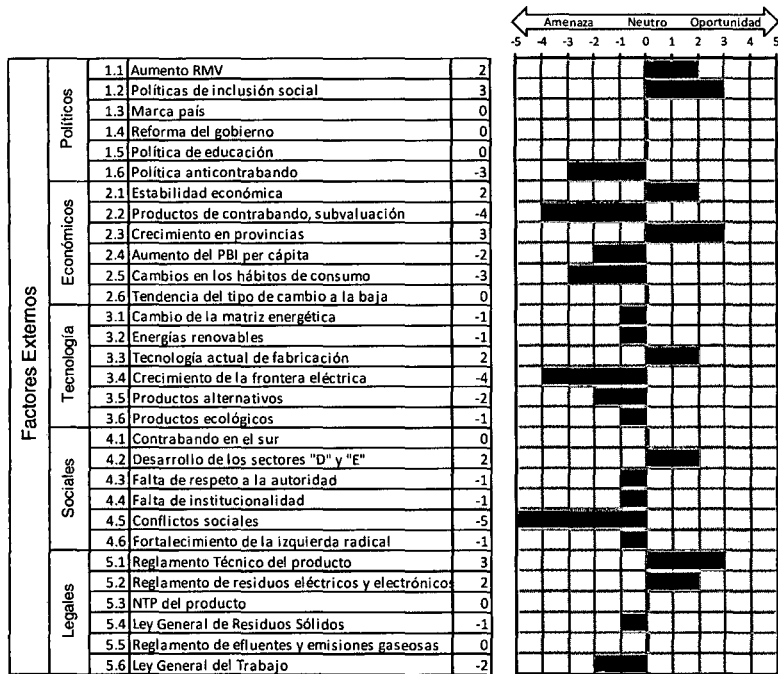 Amenaza Neutro Oportunidad
-5 -4 -3 -2 -1 0 1 2 3 4 5
Factores Externos
Políticos
1.1 Aumento RMV 2
1.2 Políticas de inclusión social 3
1.3 Marca país 0
1.4 Reforma del gobierno 0
1.5 Política de educación 0
1.6 Política anticontrabando -3
Económicos
2.1 Estabilidad económica 2
2.2 Productos de contrabando, subvaluación -4
2.3 Crecimiento en provincias 3
2.4 Aumento del PBI per cápita -2
2.5 Cambios en los hábitos de consumo -3
2.6 Tendencia del tipo de cambio a la baja 0
Tecnología
3.1 Cambio de la matriz energética -1
3.2 Energías renovables -1
3.3 Tecnología actual de fabricación 2
3.4 Crecimiento de la frontera eléctrica -4
3.5 Productos alternativos -2
3.6 Productos ecológicos -1
Sociales
4.1 Contrabando en el sur 0
4.2 Desarrollo de los sectores "D" y "E" 2
4.3 Falta de respeto a la autoridad -1
4.4 Falta de institucionalidad -1
4.5 Conflictos sociales -5
4.6 Fortalecimiento de la izquierda radical -1
Legales
5.1 Reglamento Técnico del producto 3
5.2 Reglamento de residuos eléctricos y electrónicos 2
5.3 NTP del producto 0
5.4 Ley General de Residuos Sólidos -1
5.5 Reglamento de efluentes y emisiones gaseosas 0
5.6 Ley General del Trabajo -2